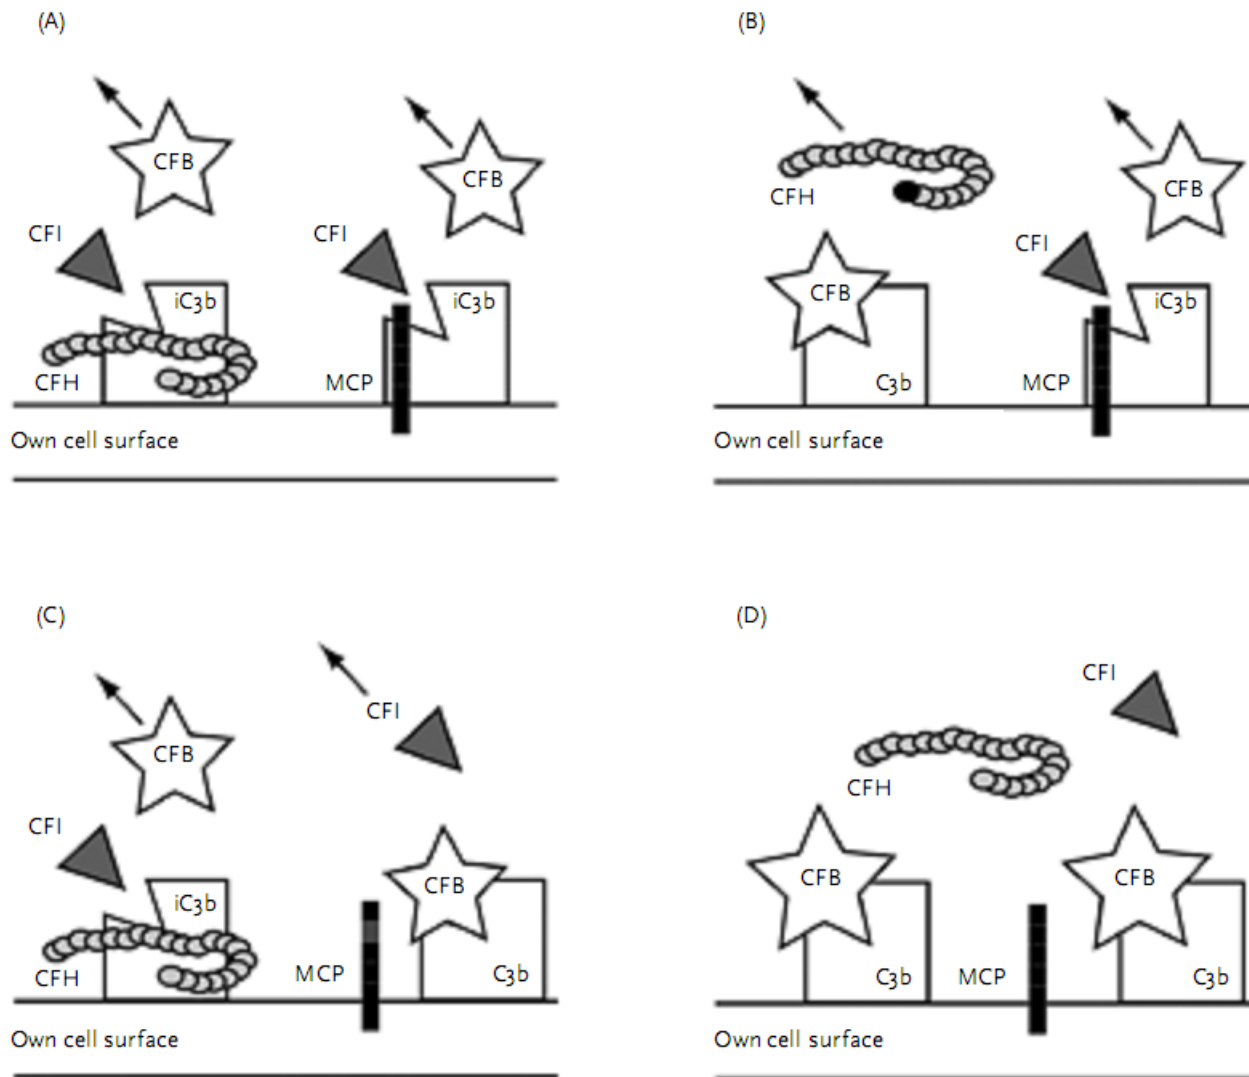 (A)
CFB
CFB
CFI
CFI
iC3b
iC3b
CFH
MCP
Own cell surface
(B)
CFH
CFB
CFI
CFB
iC3b
C3b
MCP
Own cell surface
(C)
CFI
CFB
CFI
CFB
iC3b
CFH
MCP
C3b
Own cell surface
(D)
CFI
CFH
CFB
CFB
C3b
MCP
C3b
Own cell surface